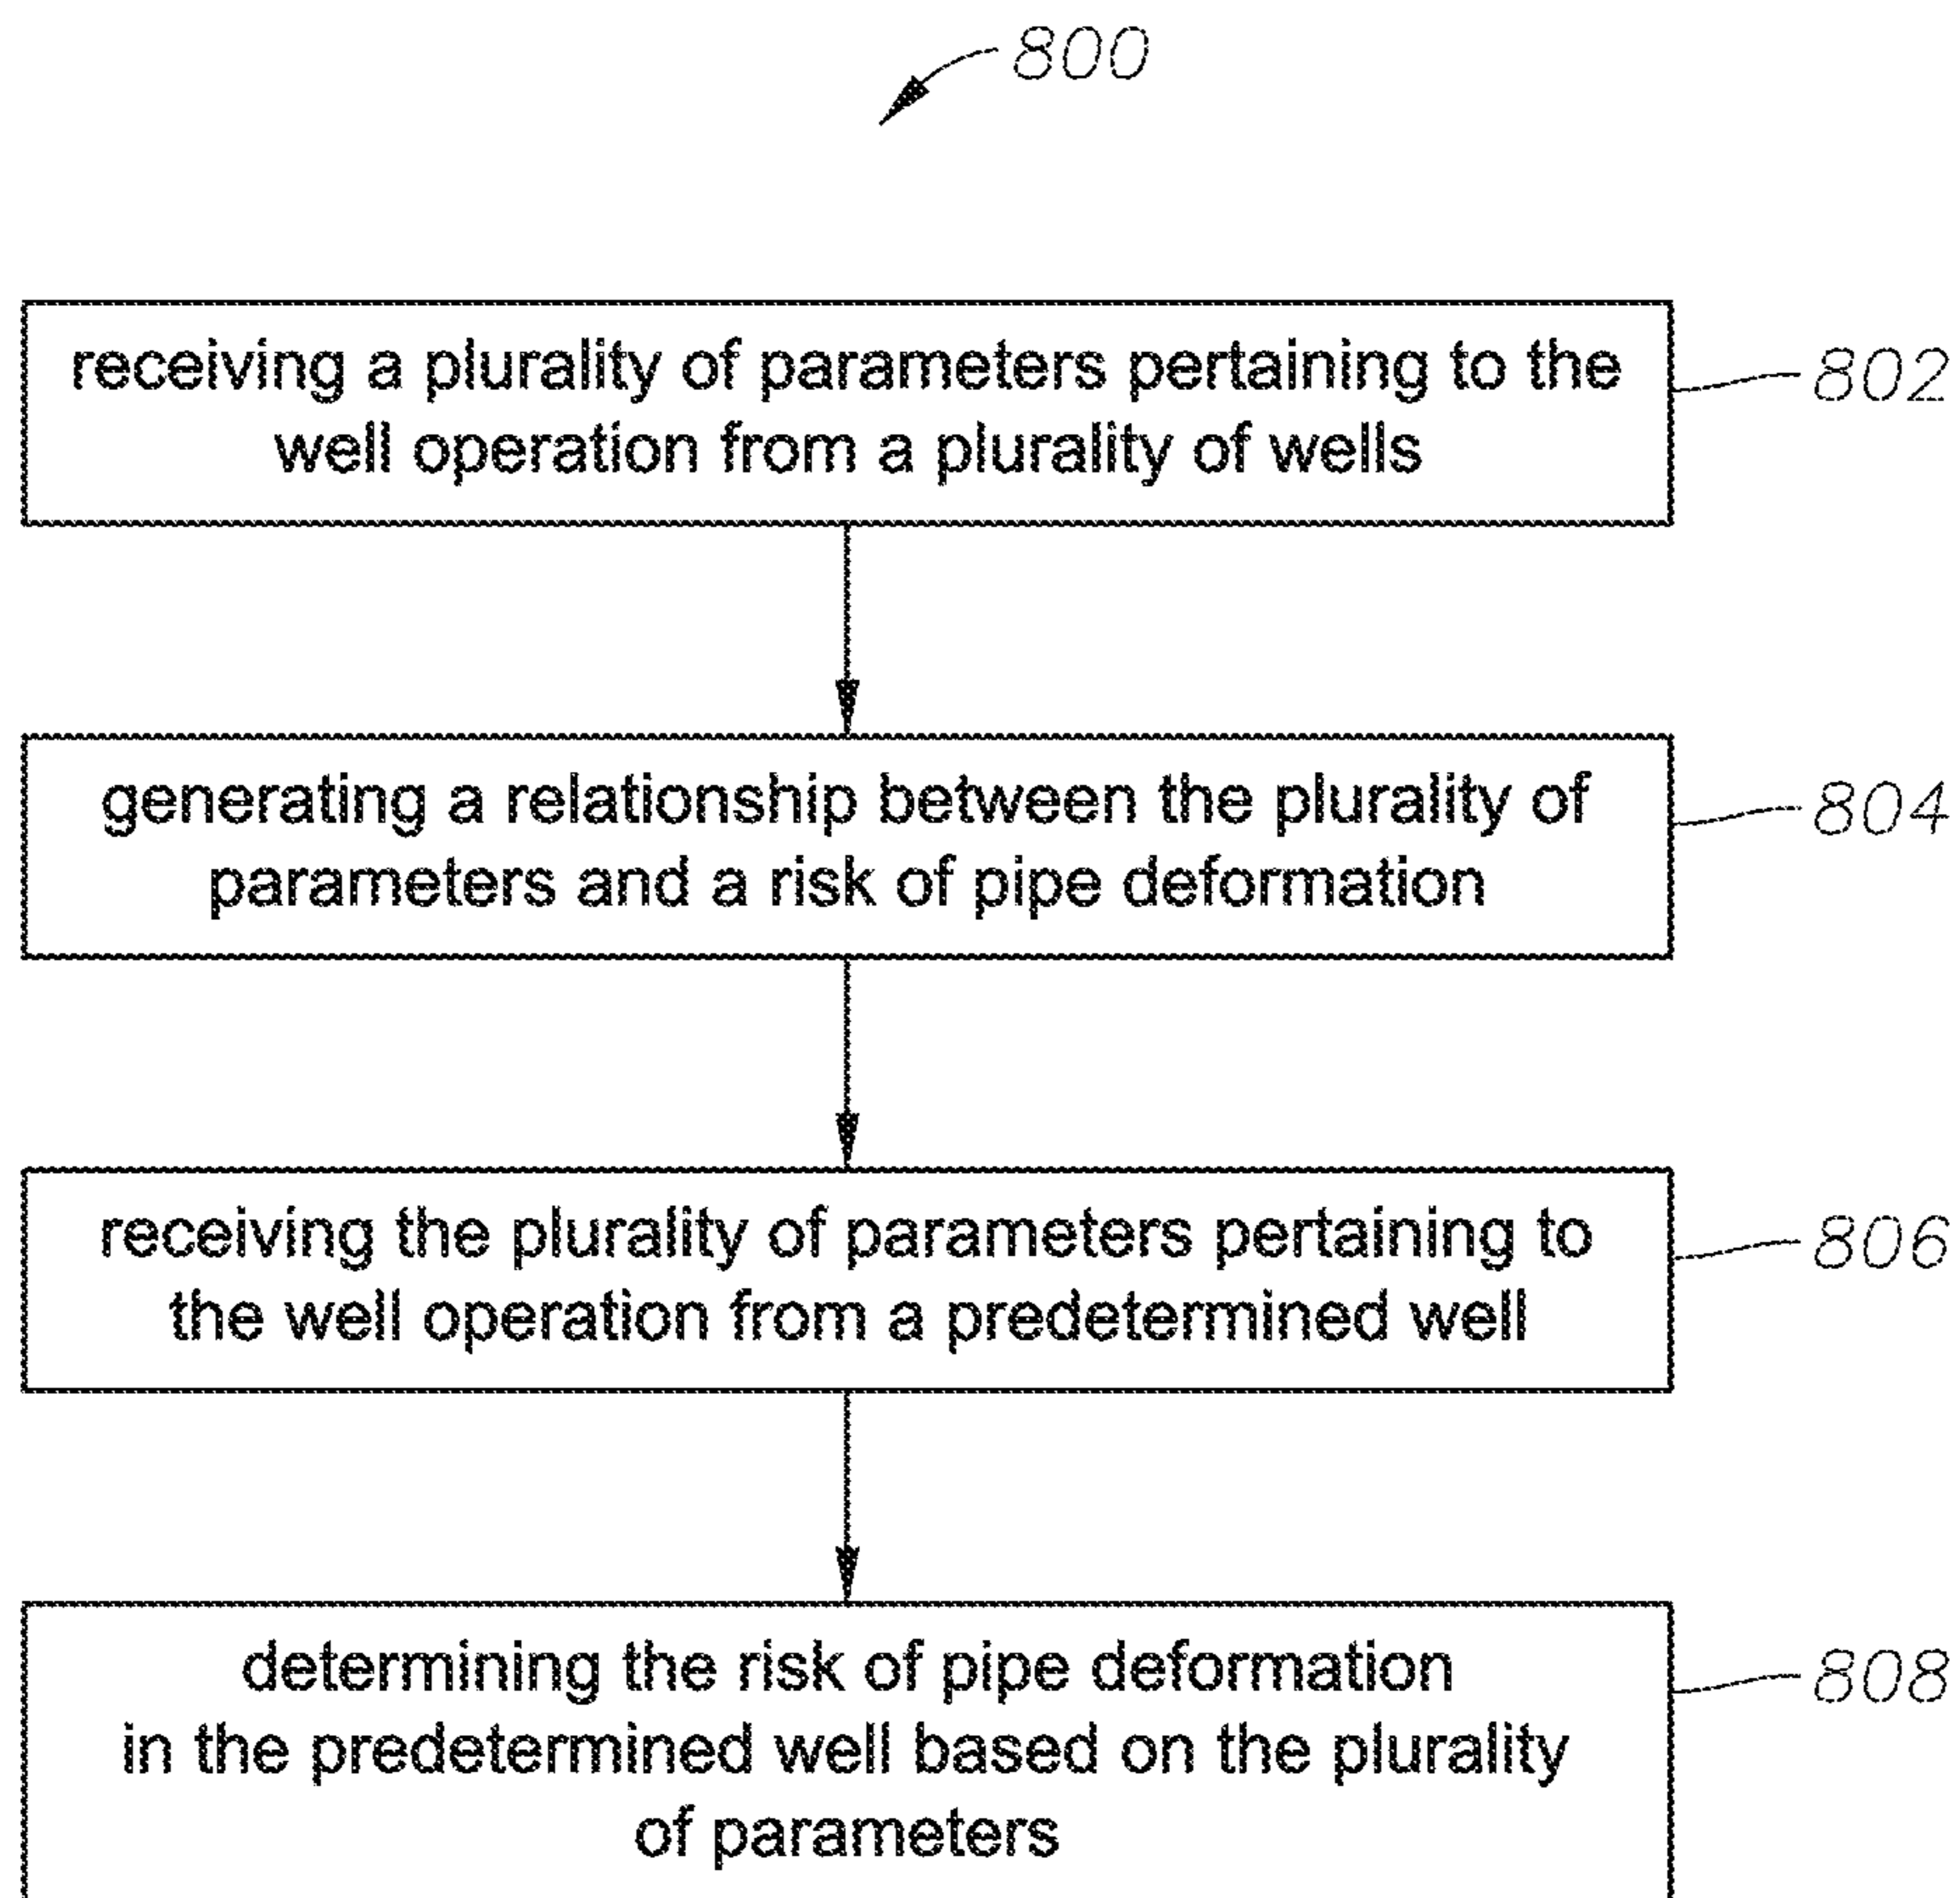 800
receiving a plurality of parameters pertaining to the
well operation from a plurality of wells
802
generating a relationship between the plurality of
parameters and a risk of pipe deformation
804
receiving the plurality of parameters pertaining to
the well operation from a predetermined well
806
determining the risk of pipe deformation
in the predetermined well based on the plurality
of parameters
808